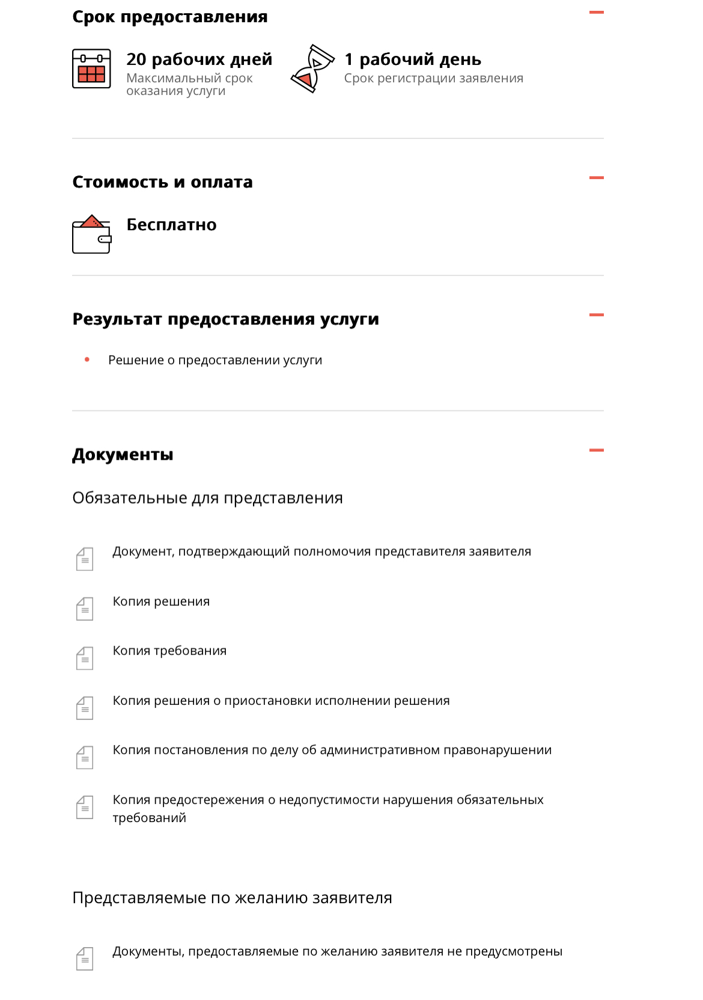 Срок предоставления
20 рабочих дней
Максимальный срок
оказания услуги
1 рабочий день
Срок регистрации заявления
Стоимость и оплата
Бесплатно
Результат предоставления услуги
Решение о предоставлении услуги
Документы
Обязательные для представления
Документ, подтверждающий полномочия представителя заявителя
Копия решения
Копия требования
Копия решения о приостановки исполнении решения
Копия постановления по делу об административном правонарушении
Копия предостережения о недопустимости нарушения обязательных
требований
Представляемые по желанию заявителя
Документы, предоставляемые по желанию заявителя не предусмотрены